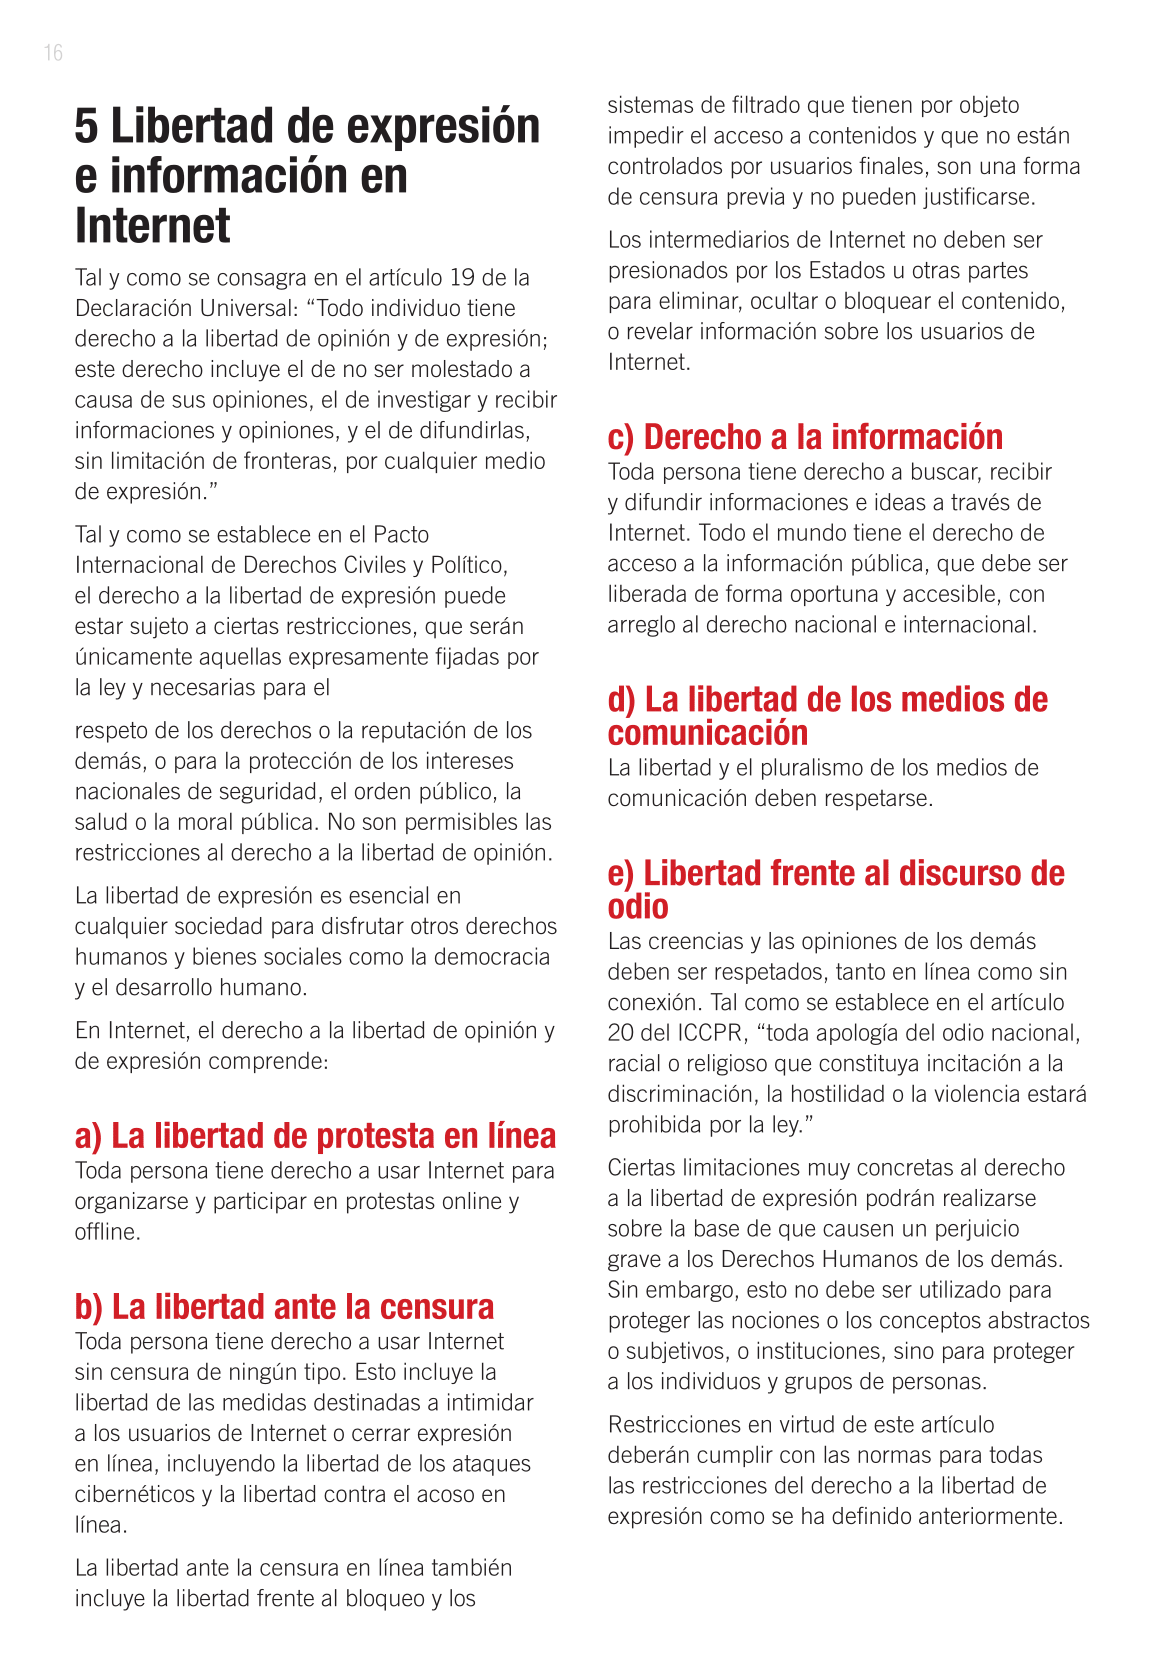 16
5 Libertad de expresión
e información en
Internet
Tal y como se consagra en el artículo 19 de la
Declaración Universal: “Todo individuo tiene
derecho a la libertad de opinión y de expresión;
este derecho incluye el de no ser molestado a
causa de sus opiniones, el de investigar y recibir
informaciones y opiniones, y el de difundirlas,
sin limitación de fronteras, por cualquier medio
de expresión.”
Tal y como se establece en el Pacto
Internacional de Derechos Civiles y Político,
el derecho a la libertad de expresión puede
estar sujeto a ciertas restricciones, que serán
únicamente aquellas expresamente fijadas por
la ley y necesarias para el
respeto de los derechos o la reputación de los
demás, o para la protección de los intereses
nacionales de seguridad, el orden público, la
salud o la moral pública. No son permisibles las
restricciones al derecho a la libertad de opinión.
La libertad de expresión es esencial en
cualquier sociedad para disfrutar otros derechos
humanos y bienes sociales como la democracia
y el desarrollo humano.
En Internet, el derecho a la libertad de opinión y
de expresión comprende:
a) La libertad de protesta en línea
Toda persona tiene derecho a usar Internet para
organizarse y participar en protestas online y
offline.
b) La libertad ante la censura
Toda persona tiene derecho a usar Internet
sin censura de ningún tipo. Esto incluye la
libertad de las medidas destinadas a intimidar
a los usuarios de Internet o cerrar expresión
en línea, incluyendo la libertad de los ataques
cibernéticos y la libertad contra el acoso en
línea.
La libertad ante la censura en línea también
incluye la libertad frente al bloqueo y los
sistemas de filtrado que tienen por objeto
impedir el acceso a contenidos y que no están
controlados por usuarios finales, son una forma
de censura previa y no pueden justificarse.
Los intermediarios de Internet no deben ser
presionados por los Estados u otras partes
para eliminar, ocultar o bloquear el contenido,
o revelar información sobre los usuarios de
Internet.
c) Derecho a la información
Toda persona tiene derecho a buscar, recibir
y difundir informaciones e ideas a través de
Internet. Todo el mundo tiene el derecho de
acceso a la información pública, que debe ser
liberada de forma oportuna y accesible, con
arreglo al derecho nacional e internacional.
d) La libertad de los medios de
comunicación
La libertad y el pluralismo de los medios de
comunicación deben respetarse.
e) Libertad frente al discurso de
odio
Las creencias y las opiniones de los demás
deben ser respetados, tanto en línea como sin
conexión. Tal como se establece en el artículo
20 del ICCPR, “toda apología del odio nacional,
racial o religioso que constituya incitación a la
discriminación, la hostilidad o la violencia estará
prohibida por la ley.”
Ciertas limitaciones muy concretas al derecho
a la libertad de expresión podrán realizarse
sobre la base de que causen un perjuicio
grave a los Derechos Humanos de los demás.
Sin embargo, esto no debe ser utilizado para
proteger las nociones o los conceptos abstractos
o subjetivos, o instituciones, sino para proteger
a los individuos y grupos de personas.
Restricciones en virtud de este artículo
deberán cumplir con las normas para todas
las restricciones del derecho a la libertad de
expresión como se ha definido anteriormente.